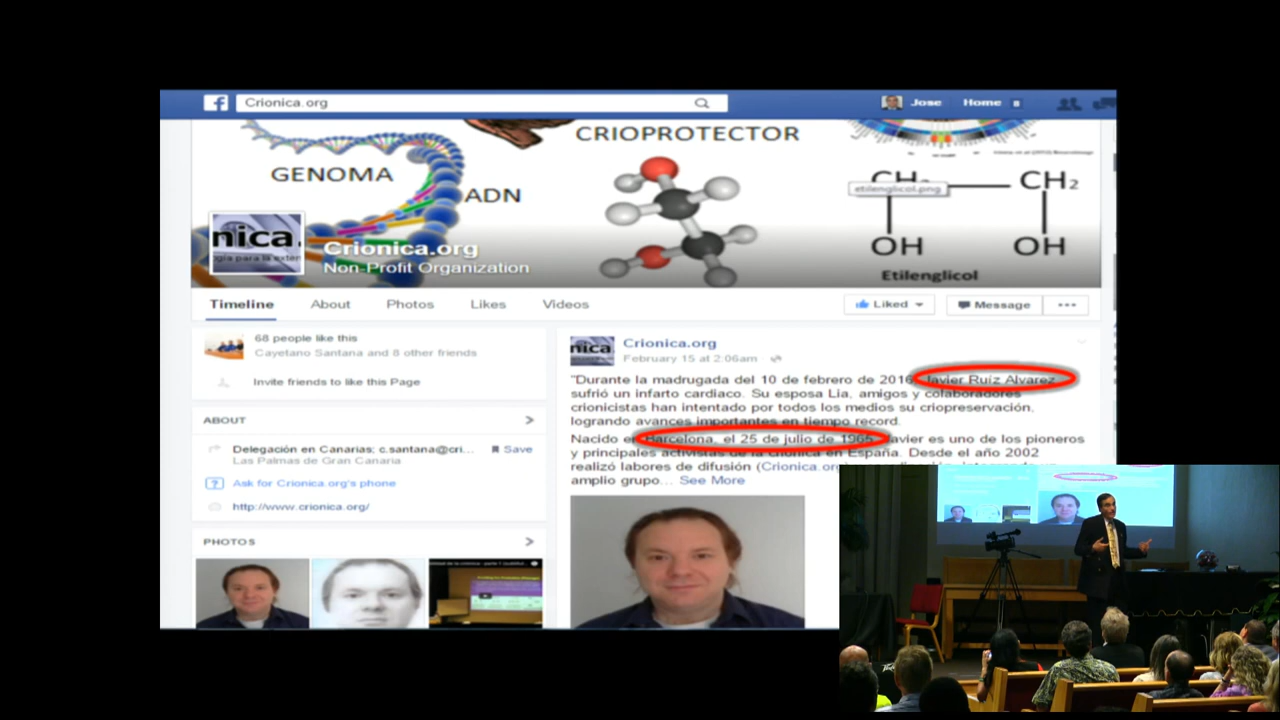 Crionica.org
Jose
Home
8
GENOMA
ADN
CRIOPROTECTOR
CH2
CH2
etilenglicol.png
OH
OH
Etilenglicol
nica.
Crionica.org
Non-Profit Organization
Timeline
About
Photos
Likes
Videos
Liked
Message
68 people like this
Cayetano Santana and 8 other friends
Invite friends to like this Page
ABOUT
Delegación en Canarias; c.santana@cri...
Save
Las Palmas de Gran Canaria
Ask for Crionica.org's phone
http://www.crionica.org/
PHOTOS
nica
Crionica.org
February 15 at 2:06am
"Durante la madrugada del 10 de febrero de 2016, Javier Ruíz Alvarez
sufrió un infarto cardiaco. Su esposa Lia, amigos y colaboradores
crionicistas han intentado por todos los medios su criopreservación,
logrando avances importantes en tiempo record.
Nacido en Barcelona, el 25 de julio de 1965, Javier es uno de los pioneros
y principales activistas de la Criónica en España. Desde el año 2002
realizó labores de difusión (Crionica.org)
amplio grupo... See More